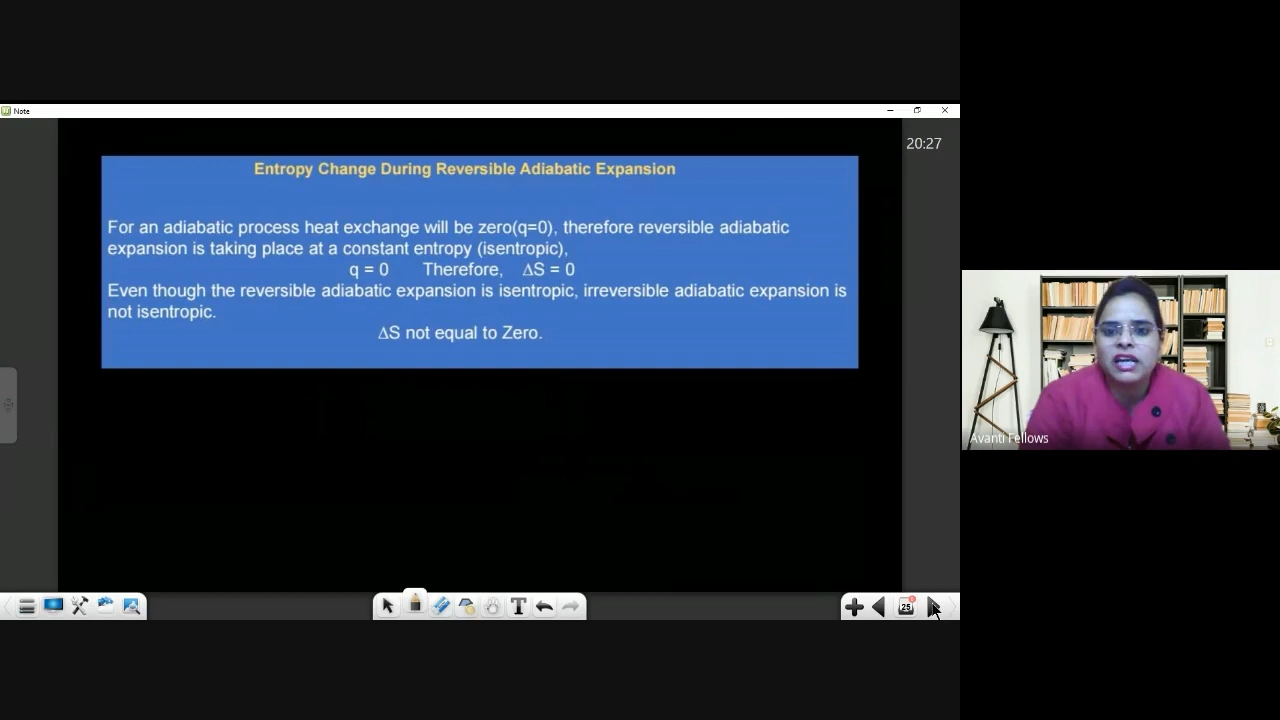 Note
20:27
Entropy Change During Reversible Adiabatic Expansion
For an adiabatic process heat exchange will be zero(q=0), therefore reversible adiabatic
expansion is taking place at a constant entropy (isentropic),
q = 0 Therefore, ΔS = 0
Even though the reversible adiabatic expansion is isentropic, irreversible adiabatic expansion is
not isentropic.
ΔS not equal to Zero.
Avanti Fellows
T
25